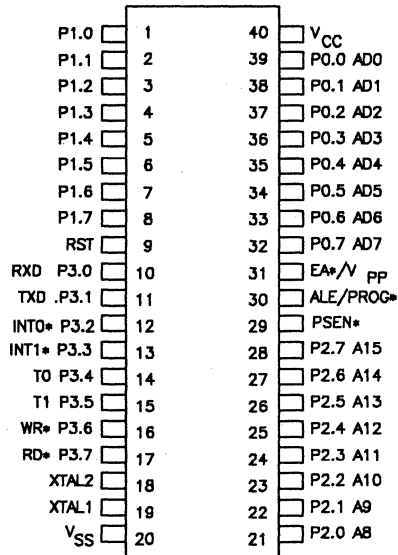 P1.0 1 40 VCC
P1.1 2 39 P0.0 AD0
P1.2 3 38 P0.1 AD1
P1.3 4 37 P0.2 AD2
P1.4 5 36 P0.3 AD3
P1.5 6 35 P0.4 AD4
P1.6 7 34 P0.5 AD5
P1.7 8 33 P0.6 AD6
RST 9 32 P0.7 AD7
RXD P3.0 10 31 EA*/V PP
TXD .P3.1 11 30 ALE/PROG*
INT0* P3.2 12 29 PSEN*
INT1* P3.3 13 28 P2.7 A15
T0 P3.4 14 27 P2.6 A14
T1 P3.5 15 26 P2.5 A13
WR* P3.6 16 25 P2.4 A12
RD* P3.7 17 24 P2.3 A11
XTAL2 18 23 P2.2 A10
XTAL1 19 22 P2.1 A9
VSS 20 21 P2.0 A8